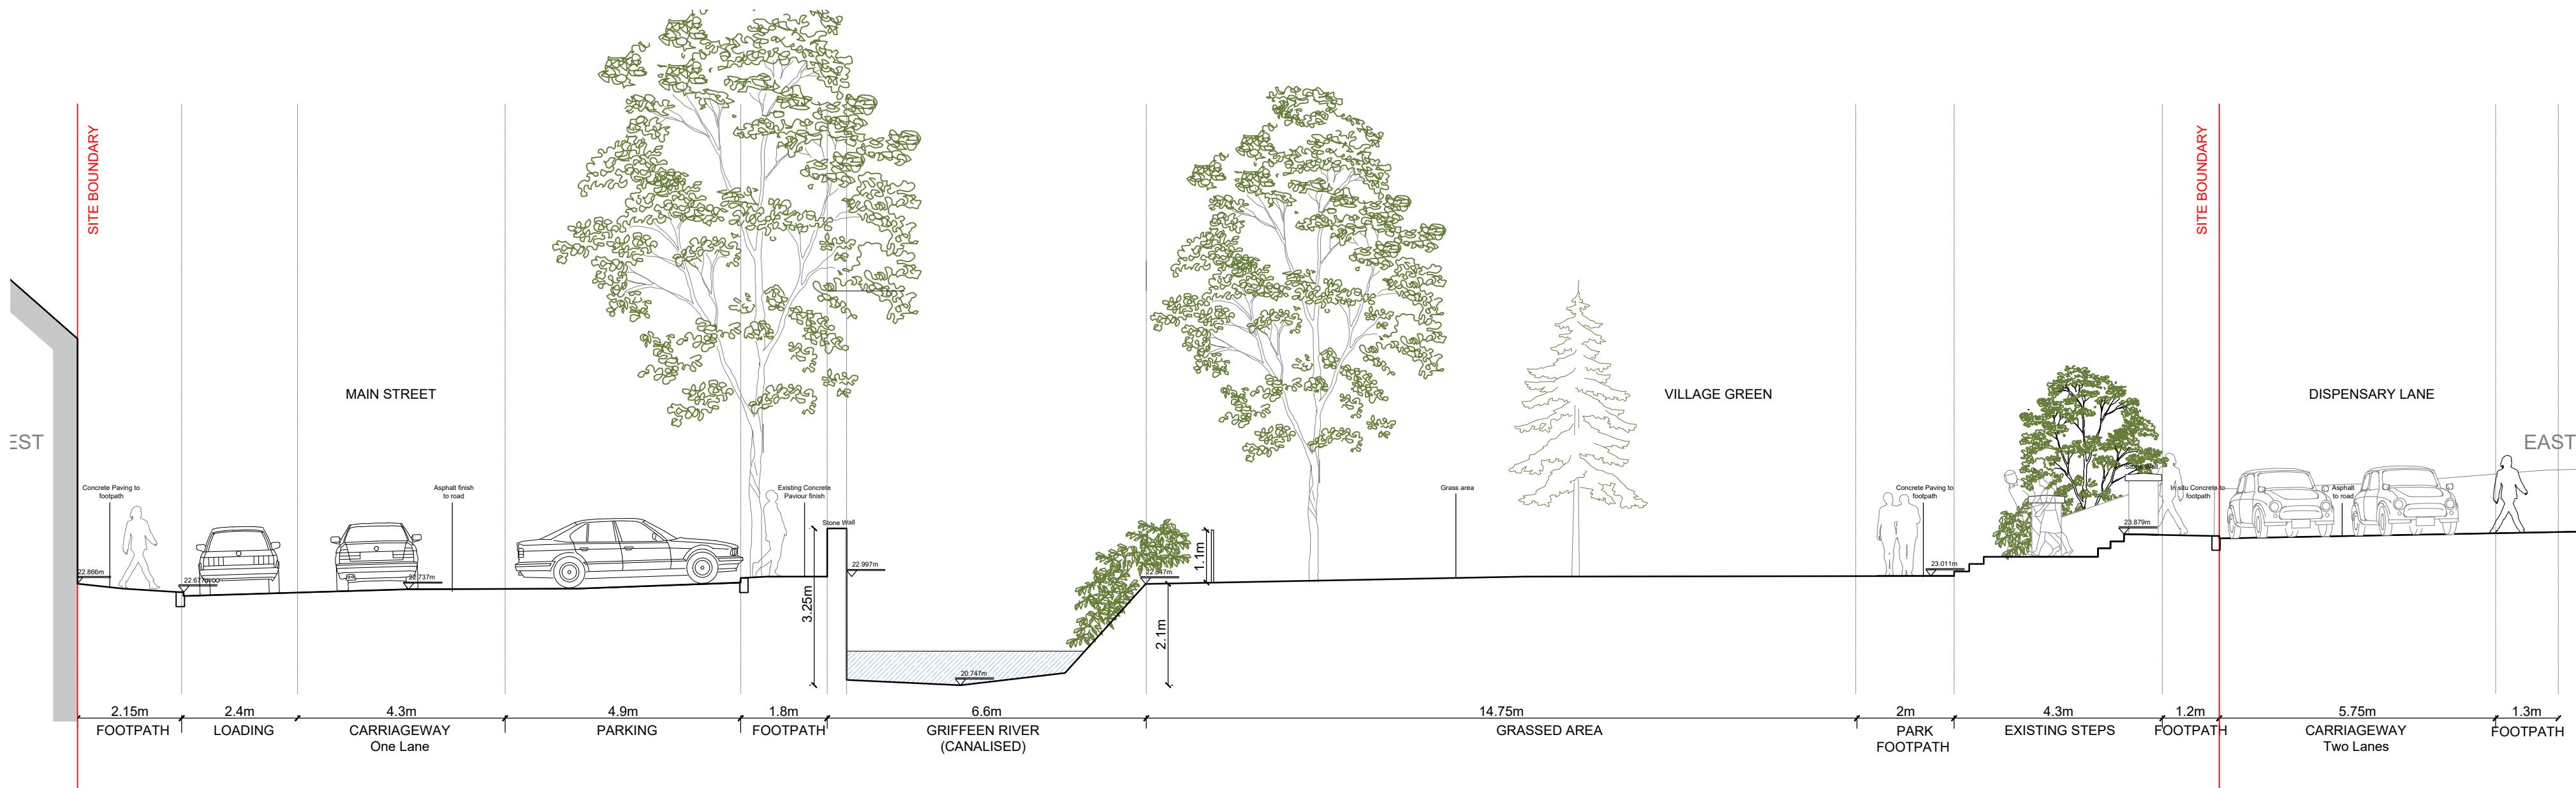 SITE BOUNDARY
SITE BOUNDARY
MAIN STREET
VILLAGE GREEN
DISPENSARY LANE
EST
EAST
Concrete Paving to
footpath
Asphalt finish
to road
Existing Concrete
Paviour finish
Stone Wall
Grass area
Concrete Paving to
footpath
Stone Wall
In situ Concrete to
footpath
Asphalt
to road
22.866m
22.737m
22.997m
20.747m
23.011m
23.879m
3.25m
2.1m
1.1m
2.15m
FOOTPATH
2.4m
LOADING
4.3m
CARRIAGEWAY
One Lane
4.9m
PARKING
1.8m
FOOTPATH
6.6m
GRIFFEEN RIVER
(CANALISED)
14.75m
GRASSED AREA
2m
PARK
FOOTPATH
4.3m
EXISTING STEPS
1.2m
FOOTPATH
5.75m
CARRIAGEWAY
Two Lanes
1.3m
FOOTPATH